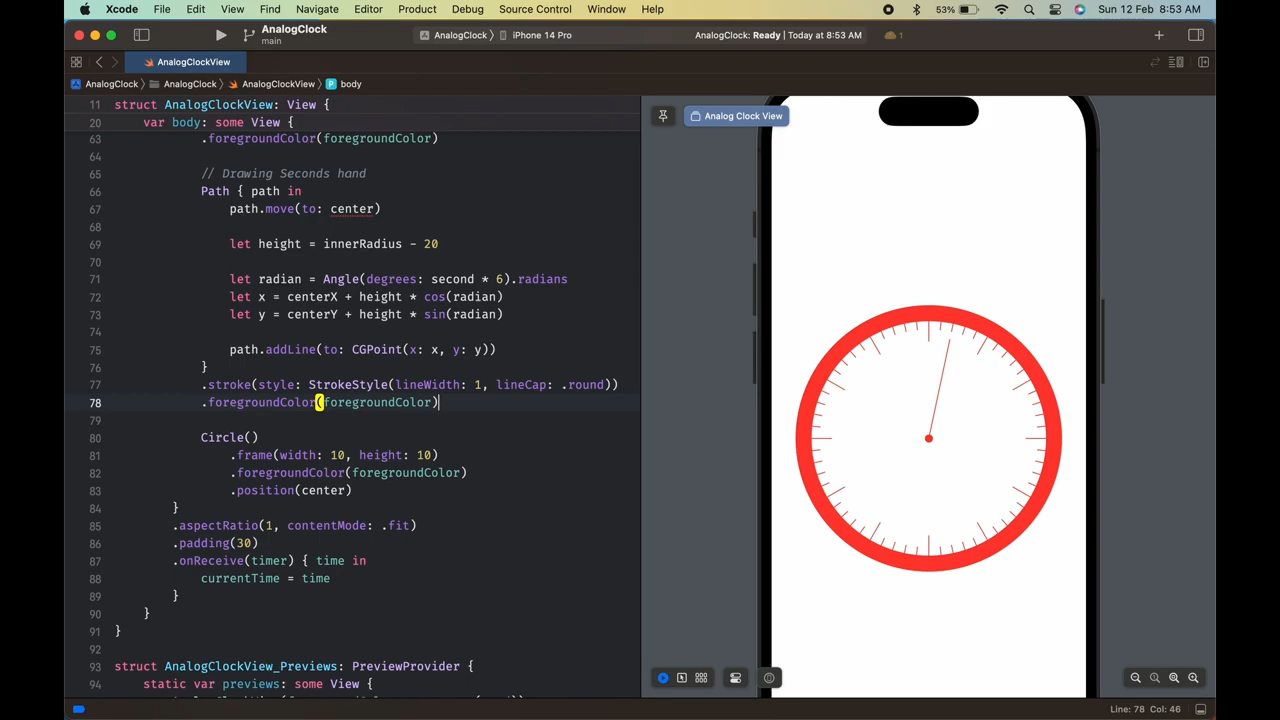 Xcode File Edit View Find Navigate Editor Product Debug Source Control Window Help 53% Sun 12 Feb 8:53 AM
AnalogClock
main
AnalogClock iPhone 14 Pro
AnalogClock: Ready | Today at 8:53 AM 1
AnalogClockView
AnalogClock AnalogClock AnalogClockView body
11 struct AnalogClockView: View {
20 var body: some View {
63 .foregroundColor(foregroundColor)
64
65 // Drawing Seconds hand
66 Path { path in
67 path.move(to: center)
68
69 let height = innerRadius - 20
70
71 let radian = Angle(degrees: second * 6).radians
72 let x = centerX + height * cos(radian)
73 let y = centerY + height * sin(radian)
74
75 path.addLine(to: CGPoint(x: x, y: y))
76 }
77 .stroke(style: StrokeStyle(lineWidth: 1, lineCap: .round))
78 .foregroundColor(foregroundColor)
79
80 Circle()
81 .frame(width: 10, height: 10)
82 .foregroundColor(foregroundColor)
83 .position(center)
84 }
85 .aspectRatio(1, contentMode: .fit)
86 .padding(30)
87 .onReceive(timer) { time in
88 currentTime = time
89 }
90 }
91 }
92
93 struct AnalogClockView_Previews: PreviewProvider {
94 static var previews: some View {
Analog Clock View
Line: 78 Col: 46